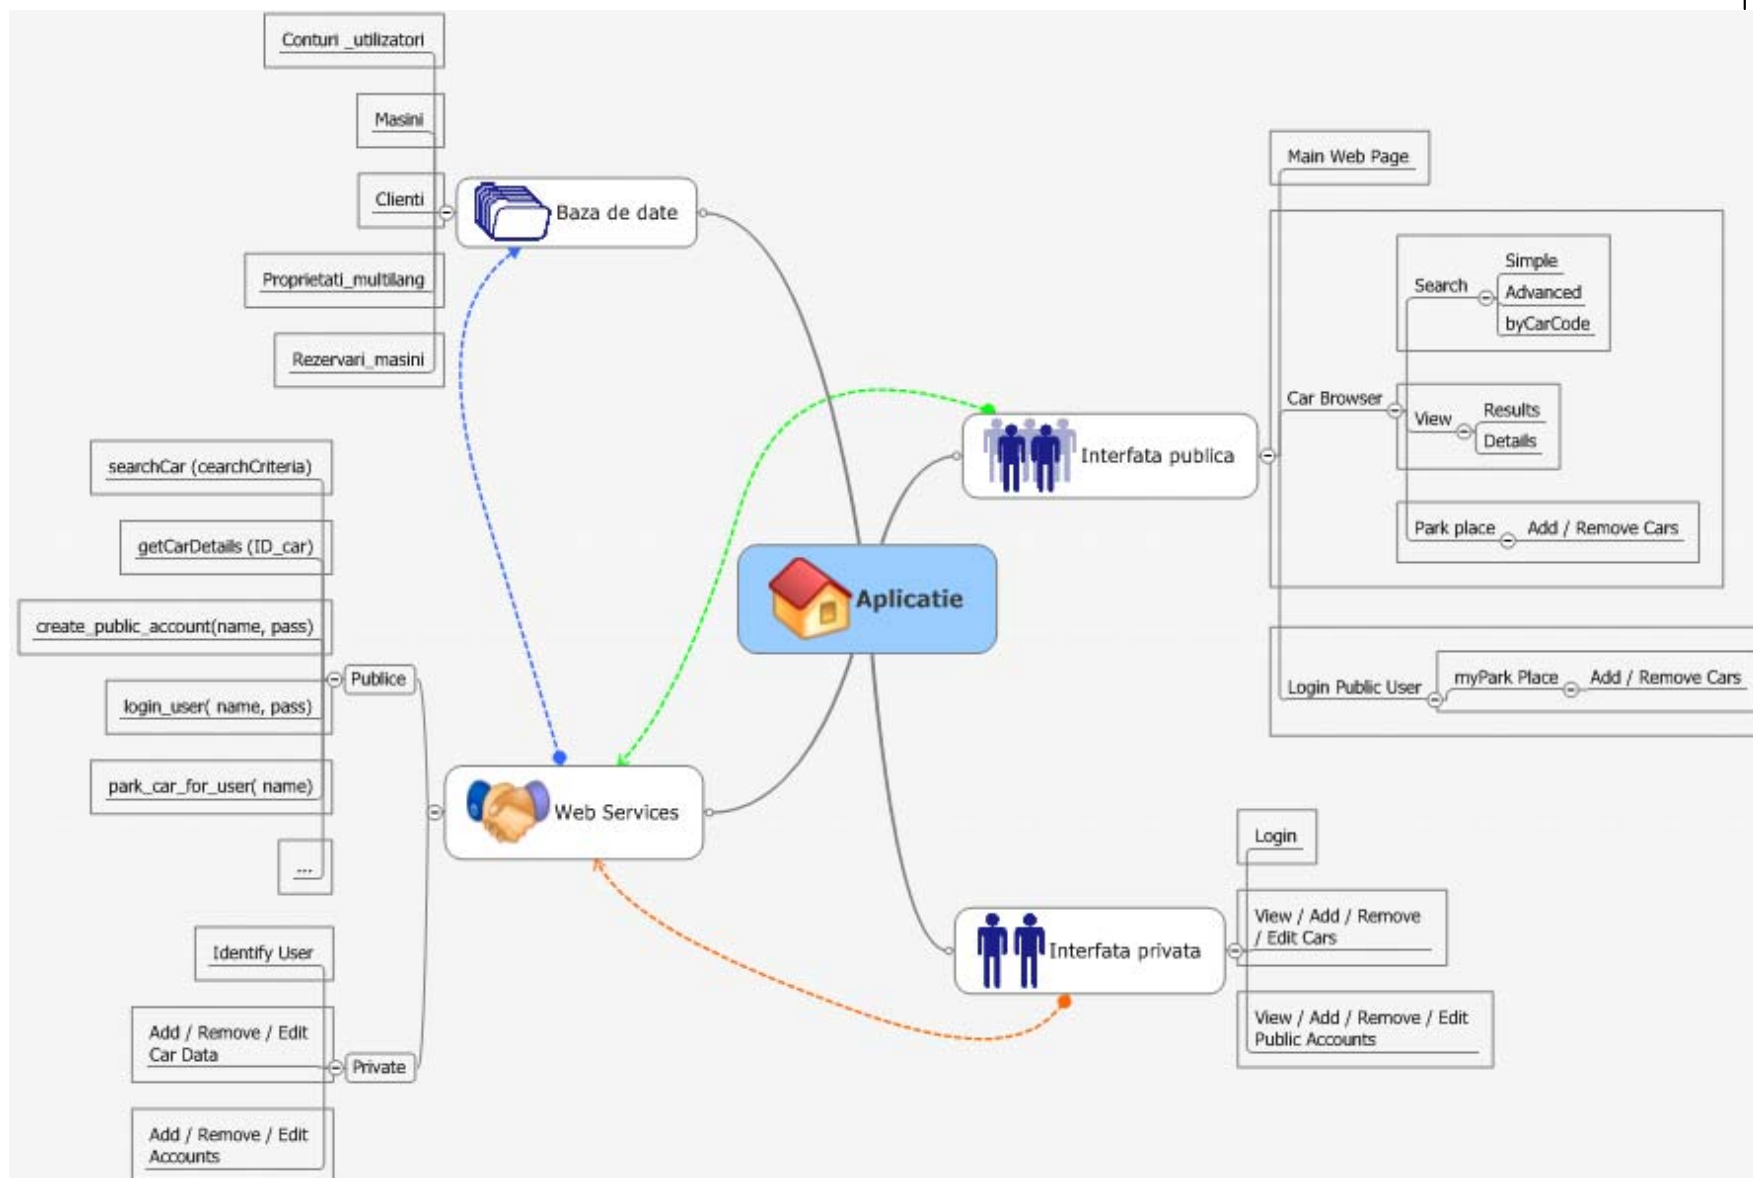 Conturi _utilizatori
Masini
Clienti
Proprietati_multilang
Rezervari_masini
Baza de date
searchCar (cearchCriteria)
getCarDetails (ID_car)
create_public_account(name, pass)
login_user( name, pass)
park_car_for_user( name)
...
Publice
Identify User
Add / Remove / Edit
Car Data
Add / Remove / Edit
Accounts
Private
Web Services
Aplicatie
Interfata publica
Main Web Page
Car Browser
Search
Simple
Advanced
byCarCode
View
Results
Details
Park place
Add / Remove Cars
Login Public User
myPark Place
Add / Remove Cars
Interfata privata
Login
View / Add / Remove
/ Edit Cars
View / Add / Remove / Edit
Public Accounts